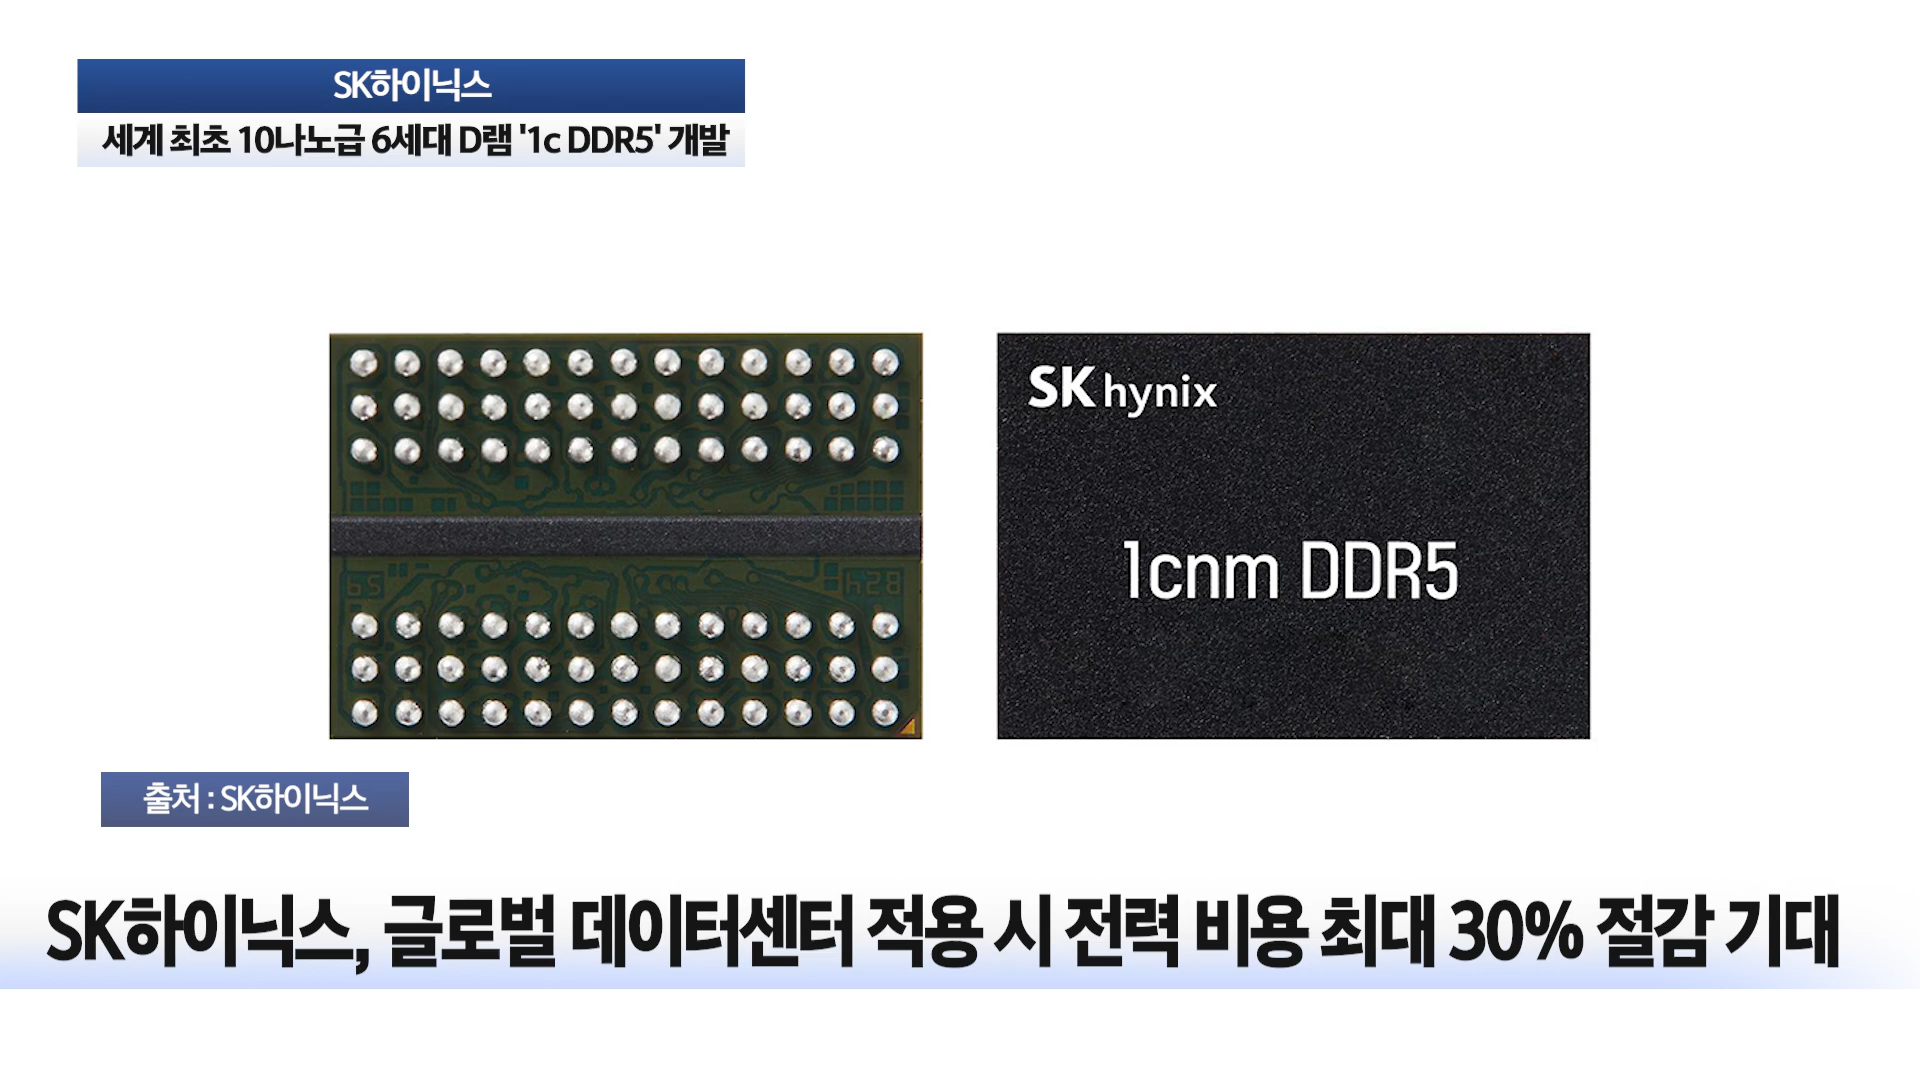 SK하이닉스
세계 최초 10나노급 6세대 D램 '1c DDR5' 개발
SK hynix
1cnm DDR5
출처 : SK하이닉스
SK하이닉스, 글로벌 데이터센터 적용 시 전력 비용 최대 30% 절감 기대